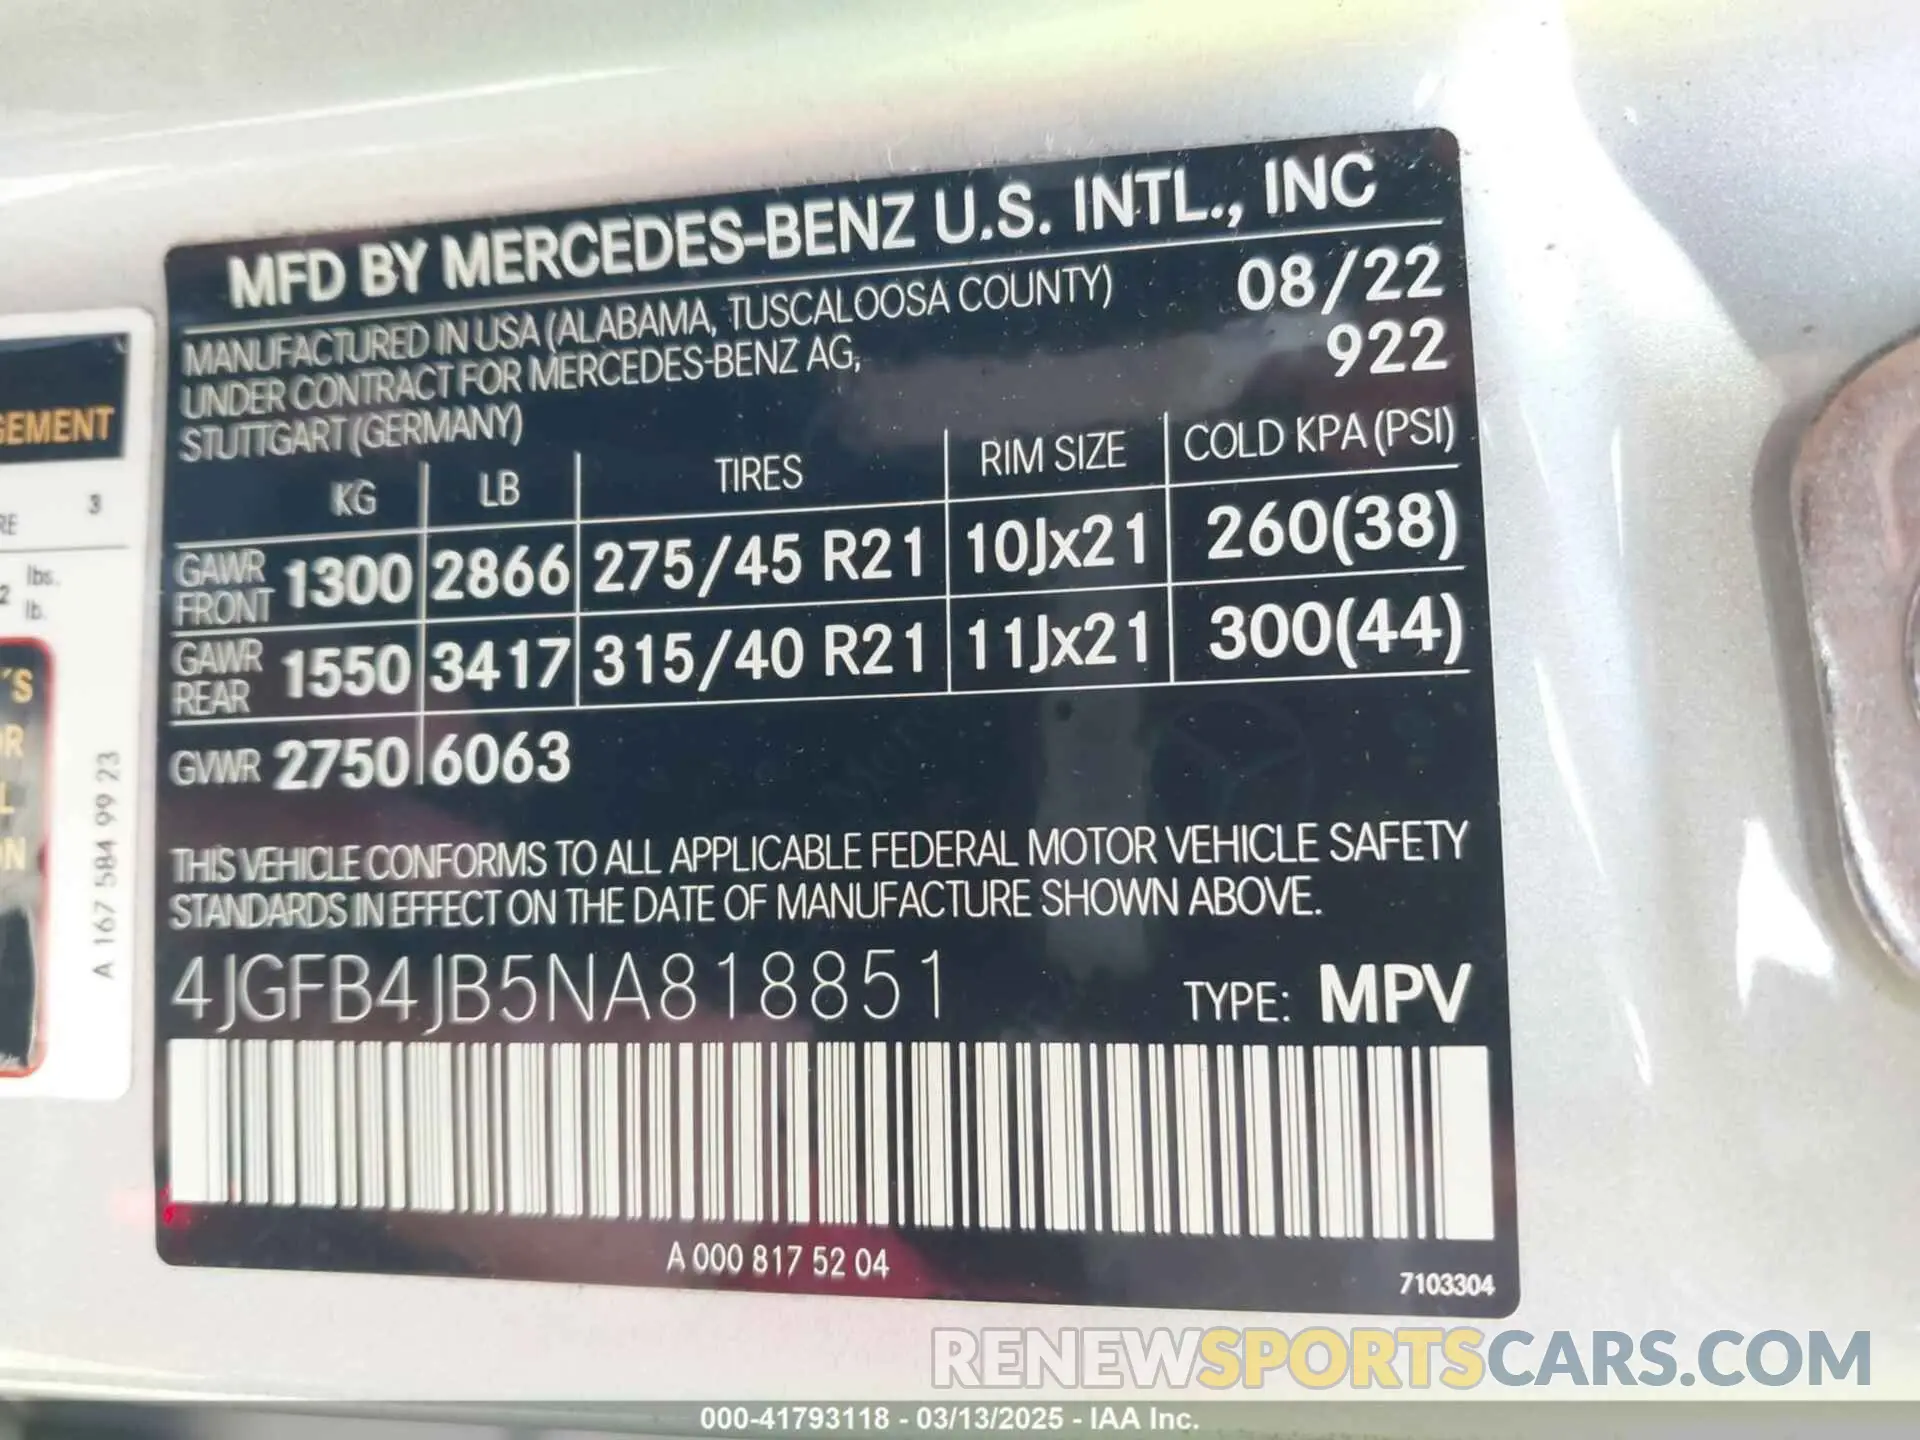 MFD BY MERCEDES-BENZ U.S. INTL., INC
MANUFACTURED IN USA (ALABAMA, TUSCALOOSA COUNTY) 08/22
UNDER CONTRACT FOR MERCEDES-BENZ AG, 922
STUTTGART (GERMANY)
KG LB TIRES RIM SIZE COLD KPA (PSI)
GAWR FRONT 1300 2866 275/45 R21 10Jx21 260(38)
GAWR REAR 1550 3417 315/40 R21 11Jx21 300(44)
GVWR 2750 6063
THIS VEHICLE CONFORMS TO ALL APPLICABLE FEDERAL MOTOR VEHICLE SAFETY
STANDARDS IN EFFECT ON THE DATE OF MANUFACTURE SHOWN ABOVE.
4JGFB4JB5NA818851 TYPE: MPV
A 000 817 52 04
7103304
3
lbs.
lb.
A 167 584 99 23
RENEWSPORTSCARS.COM
000-41793118 - 03/13/2025 - IAA Inc.